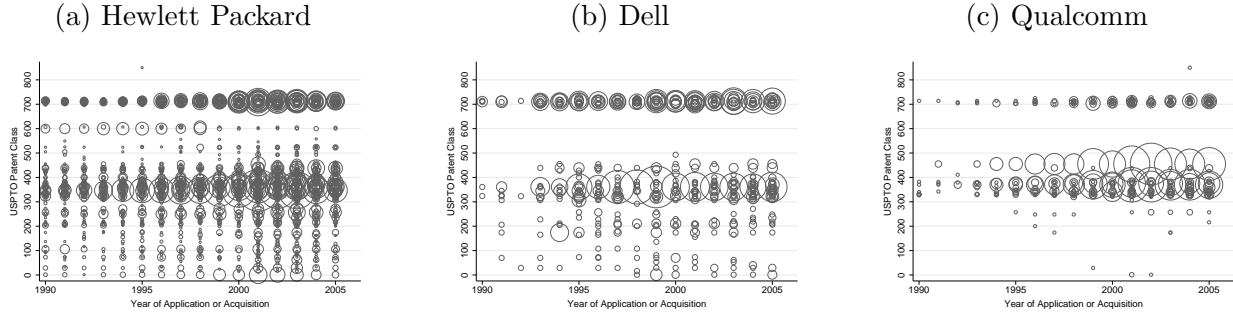 (a) Hewlett Packard
(b) Dell
(c) Qualcomm
USPTO Patent Class
0 100 200 300 400 500 600 700 800
1990 1995 2000 2005
Year of Application or Acquisition
USPTO Patent Class
0 100 200 300 400 500 600 700 800
1990 1995 2000 2005
Year of Application or Acquisition
USPTO Patent Class
0 100 200 300 400 500 600 700 800
1990 1995 2000 2005
Year of Application or Acquisition